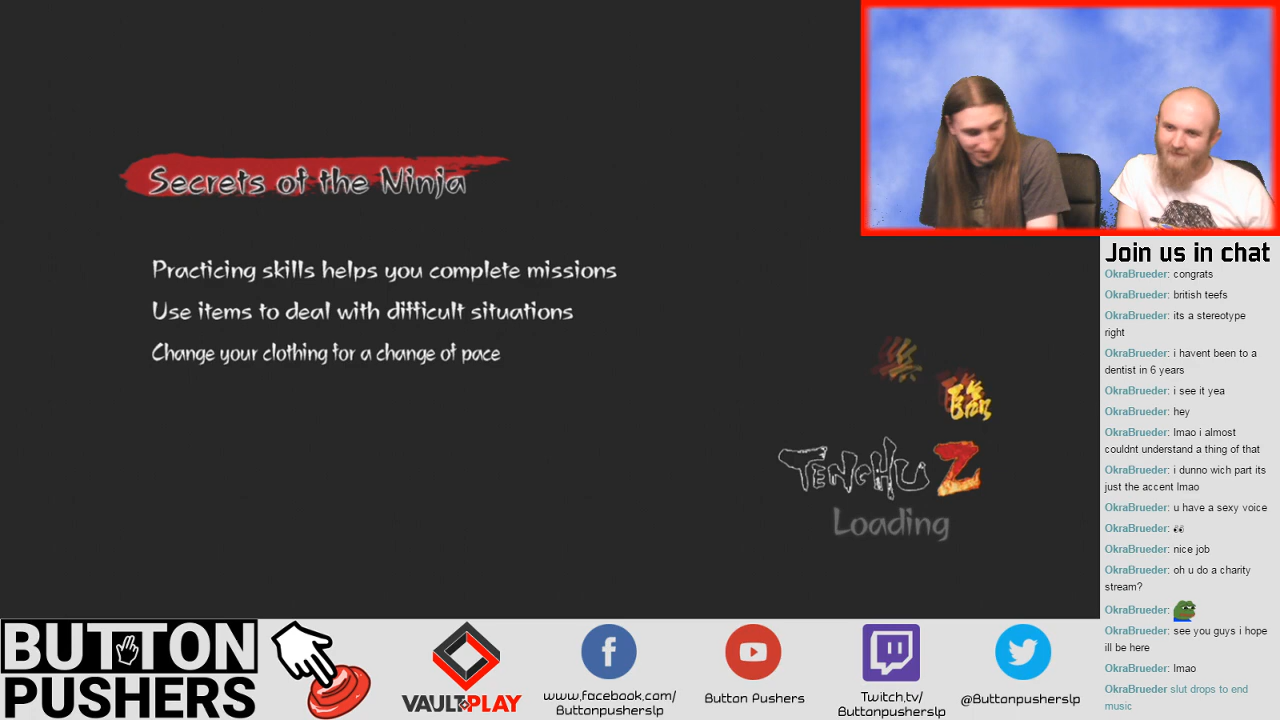 Secrets of the Ninja
Practicing skills helps you complete missions
Use items to deal with difficult situations
Change your clothing for a change of pace
臨
TENCHU Z
Loading
Join us in chat
OkraBrueder: congrats
OkraBrueder: british teefs
OkraBrueder: its a stereotype
right
OkraBrueder: i havent been to a
dentist in 6 years
OkraBrueder: i see it yea
OkraBrueder: hey
OkraBrueder: lmao i almost
couldnt understand a thing of that
OkraBrueder: i dunno wich part its
just the accent lmao
OkraBrueder: u have a sexy voice
OkraBrueder: 👀
OkraBrueder: nice job
OkraBrueder: oh u do a charity
stream?
OkraBrueder:
OkraBrueder: see you guys i hope
ill be here
OkraBrueder: lmao
OkraBrueder slut drops to end
music
BUTTON
PUSHERS
VAULTPLAY
www.facebook.com/
Buttonpusherslp
Button Pushers
Twitch.tv/
Buttonpusherslp
@Buttonpusherslp